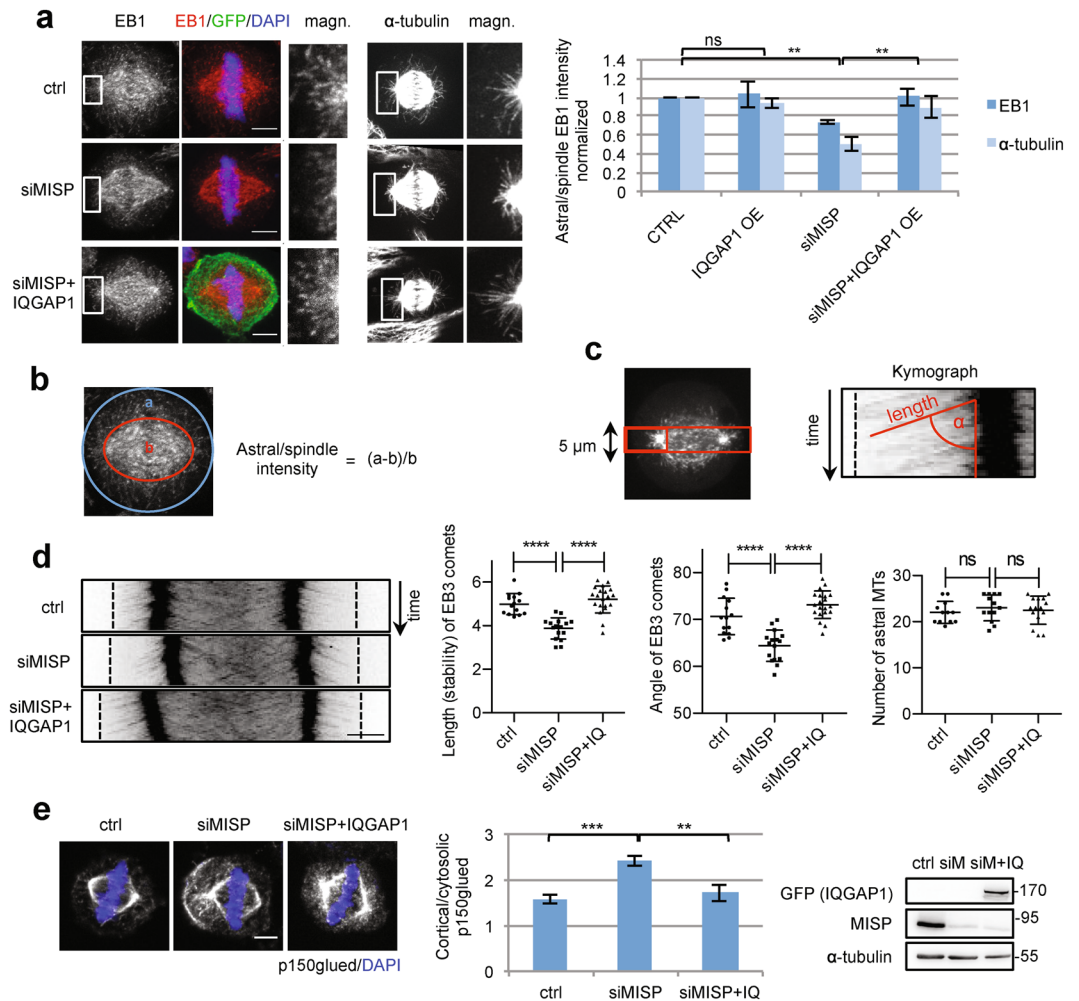 a
EB1
EB1/GFP/DAPI
magn.
α-tubulin
magn.
ctrl
siMISP
siMISP+
IQGAP1
Astral/spindle EB1 intensity
normalized
1.4
1.2
1
0.8
0.6
0.4
0.2
0
ns
**
**
EB1
α-tubulin
CTRL
IQGAP1 OE
siMISP
siMISP+IQGAP1 OE
b
a
b
Astral/spindle
intensity
= (a-b)/b
c
5 µm
Kymograph
time
length
α
d
ctrl
siMISP
siMISP+
IQGAP1
time
Length (stability) of EB3 comets
6
4
2
0
**** ****
ctrl
siMISP
siMISP+IQ
Angle of EB3 comets
90
80
70
60
50
**** ****
ctrl
siMISP
siMISP+IQ
Number of astral MTs
30
20
10
0
ns ns
ctrl
siMISP
siMISP+IQ
e
ctrl
siMISP
siMISP+IQGAP1
p150glued/DAPI
Cortical/cytosolic
p150glued
3
2
1
0
*** **
ctrl
siMISP
siMISP+IQ
ctrl siM siM+IQ
GFP (IQGAP1) -170
MISP -95
α-tubulin -55